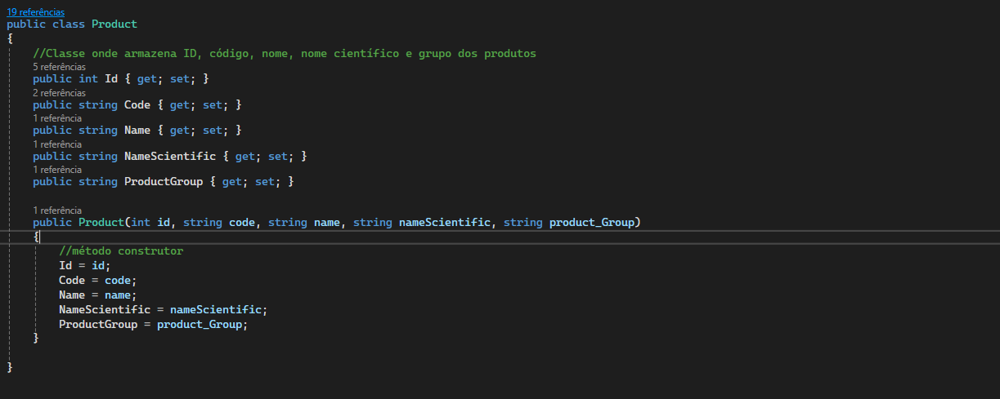 19 referências
public class Product
{
//Classe onde armazena ID, código, nome, nome científico e grupo dos produtos
5 referências
public int Id { get; set; }
2 referências
public string Code { get; set; }
1 referência
public string Name { get; set; }
1 referência
public string NameScientific { get; set; }
1 referência
public string ProductGroup { get; set; }
1 referência
public Product(int id, string code, string name, string nameScientific, string product_Group)
{
//método construtor
Id = id;
Code = code;
Name = name;
NameScientific = nameScientific;
ProductGroup = product_Group;
}
}